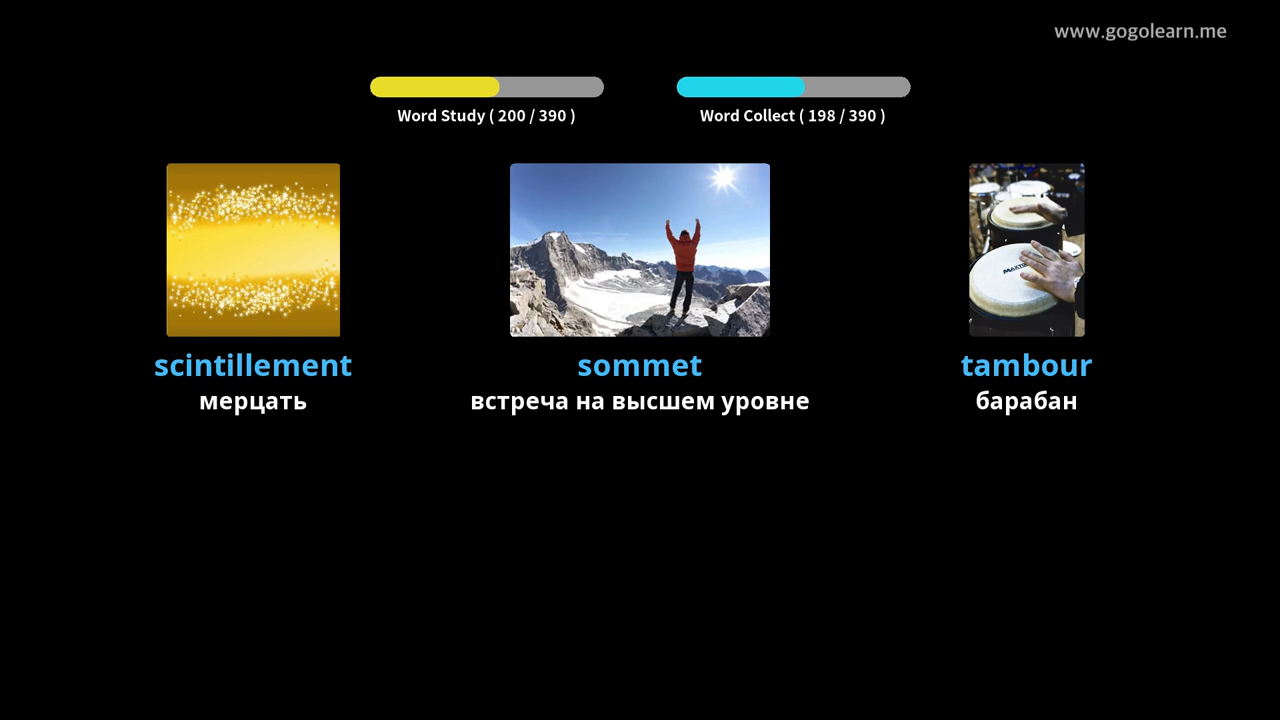 www.gogolearn.me
Word Study ( 200 / 390 )
Word Collect ( 198 / 390 )
scintillement
мерцать
sommet
встреча на высшем уровне
tambour
барабан